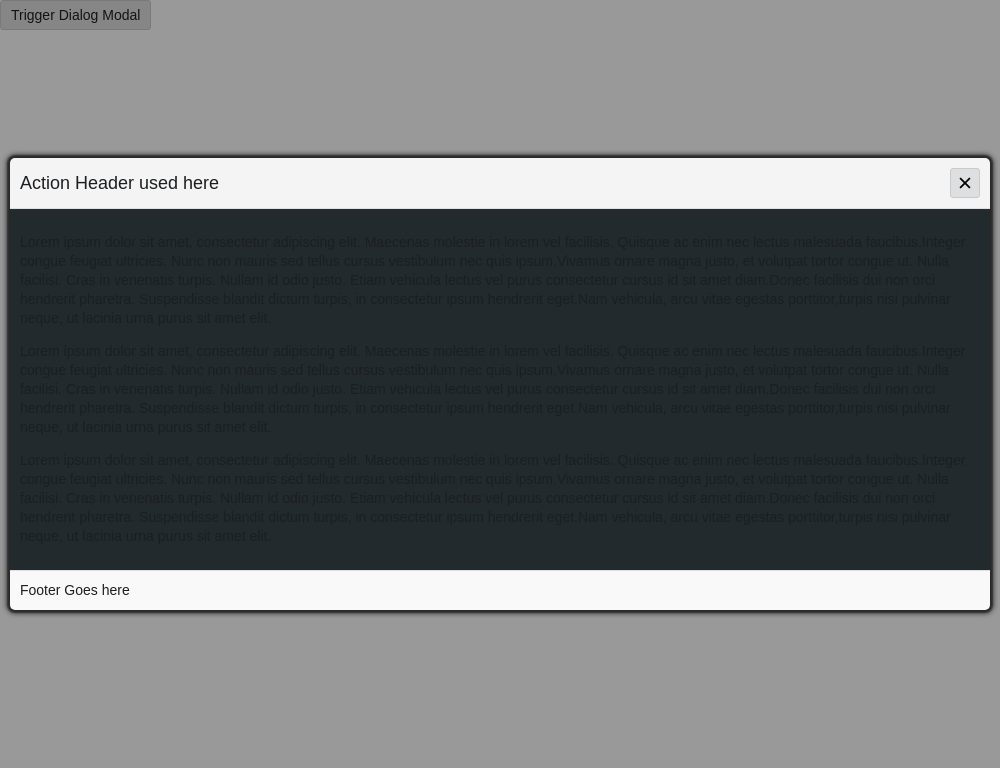 Trigger Dialog Modal
Action Header used here
Lorem ipsum dolor sit amet, consectetur adipiscing elit. Maecenas molestie in lorem vel facilisis. Quisque ac enim nec lectus malesuada faucibus.Integer
congue feugiat ultricies. Nunc non mauris sed tellus cursus vestibulum nec quis ipsum.Vivamus ornare magna justo, et volutpat tortor congue ut. Nulla
facilisi. Cras in venenatis turpis. Nullam id odio justo. Etiam vehicula lectus vel purus consectetur cursus id sit amet diam.Donec facilisis dui non orci
hendrerit pharetra. Suspendisse blandit dictum turpis, in consectetur ipsum hendrerit eget.Nam vehicula, arcu vitae egestas porttitor,turpis nisi pulvinar
neque, ut lacinia urna purus sit amet elit.
Lorem ipsum dolor sit amet, consectetur adipiscing elit. Maecenas molestie in lorem vel facilisis. Quisque ac enim nec lectus malesuada faucibus.Integer
congue feugiat ultricies. Nunc non mauris sed tellus cursus vestibulum nec quis ipsum.Vivamus ornare magna justo, et volutpat tortor congue ut. Nulla
facilisi. Cras in venenatis turpis. Nullam id odio justo. Etiam vehicula lectus vel purus consectetur cursus id sit amet diam.Donec facilisis dui non orci
hendrerit pharetra. Suspendisse blandit dictum turpis, in consectetur ipsum hendrerit eget.Nam vehicula, arcu vitae egestas porttitor,turpis nisi pulvinar
neque, ut lacinia urna purus sit amet elit.
Lorem ipsum dolor sit amet, consectetur adipiscing elit. Maecenas molestie in lorem vel facilisis. Quisque ac enim nec lectus malesuada faucibus.Integer
congue feugiat ultricies. Nunc non mauris sed tellus cursus vestibulum nec quis ipsum.Vivamus ornare magna justo, et volutpat tortor congue ut. Nulla
facilisi. Cras in venenatis turpis. Nullam id odio justo. Etiam vehicula lectus vel purus consectetur cursus id sit amet diam.Donec facilisis dui non orci
hendrerit pharetra. Suspendisse blandit dictum turpis, in consectetur ipsum hendrerit eget.Nam vehicula, arcu vitae egestas porttitor,turpis nisi pulvinar
neque, ut lacinia urna purus sit amet elit.
Footer Goes here